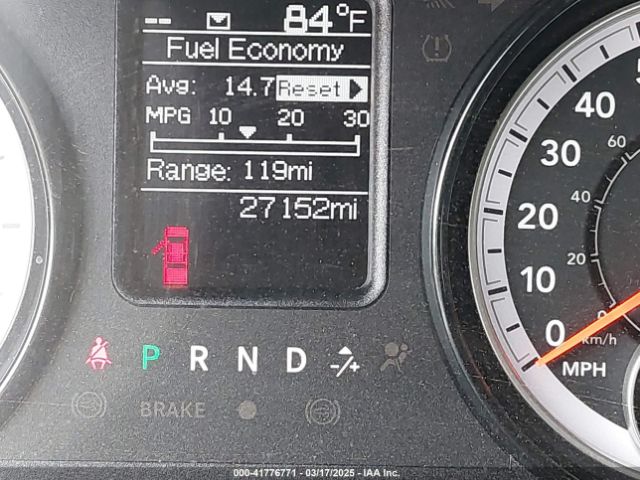 -- 84°F
Fuel Economy
Avg: 14.7 Reset
MPG 10 20 30
Range: 119mi
27152mi
P R N D -/+
BRAKE
40
30
20
10
0
MPH
60
20
0
km/h
000-41776771 - 03/17/2025 - IAA Inc.